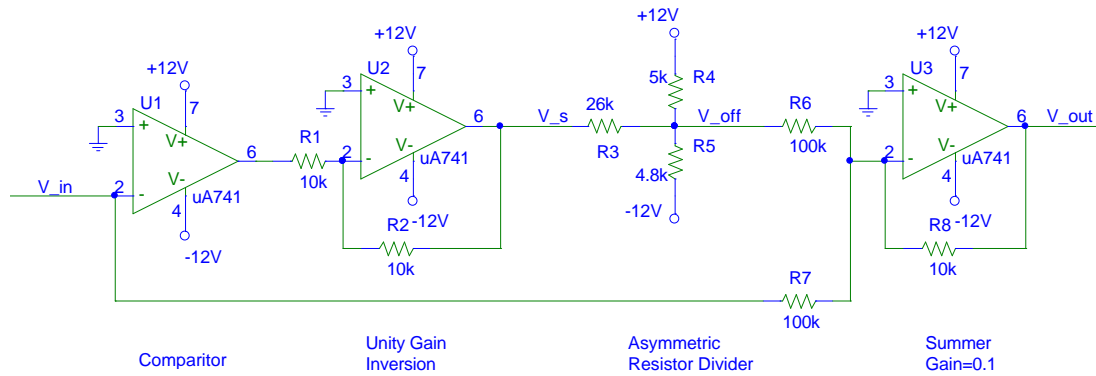 +12V
+12V
+12V
+12V
U1
7
3
+
V+
6
2
-
V-
uA741
4
-12V
V_in
R1
10k
U2
7
3
+
V+
6
2
-
V-
uA741
4
-12V
R2
10k
V_s
26k
R3
5k
R4
V_off
R5
4.8k
-12V
R6
100k
R7
100k
U3
7
3
+
V+
6
2
-
V-
uA741
4
-12V
R8
10k
V_out
Comparitor
Unity Gain
Inversion
Asymmetric
Resistor Divider
Summer
Gain=0.1